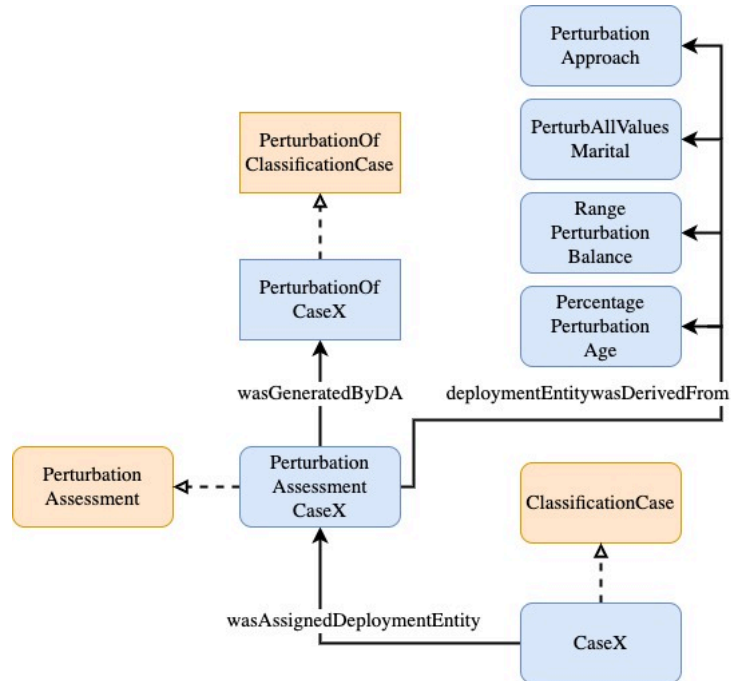 Perturbation
Approach
PerturbAllValues
Marital
Range
Perturbation
Balance
Percentage
Perturbation
Age
PerturbationOf
ClassificationCase
PerturbationOf
CaseX
wasGeneratedByDA
deploymentEntitywasDerivedFrom
Perturbation
Assessment
Perturbation
Assessment
CaseX
ClassificationCase
wasAssignedDeploymentEntity
CaseX